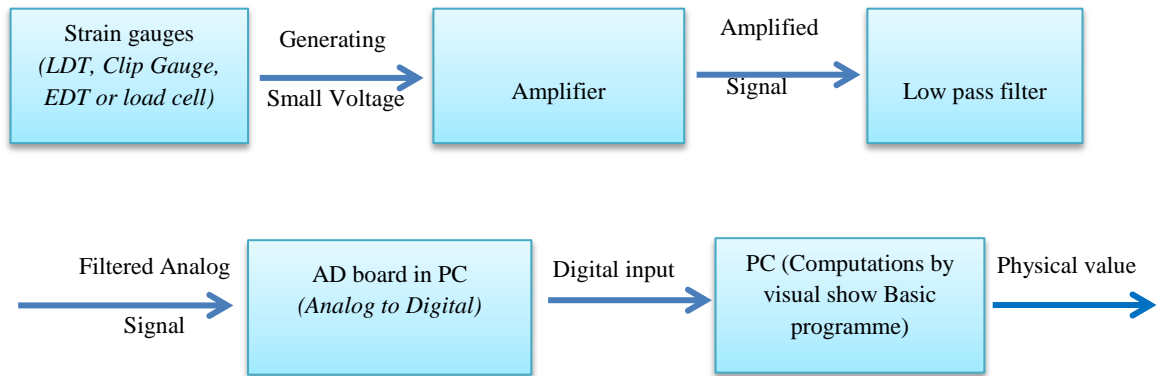 Strain gauges
(LDT, Clip Gauge,
EDT or load cell)
Generating
Small Voltage
Amplifier
Amplified
Signal
Low pass filter
Filtered Analog
Signal
AD board in PC
(Analog to Digital)
Digital input
PC (Computations by
visual show Basic
programme)
Physical value